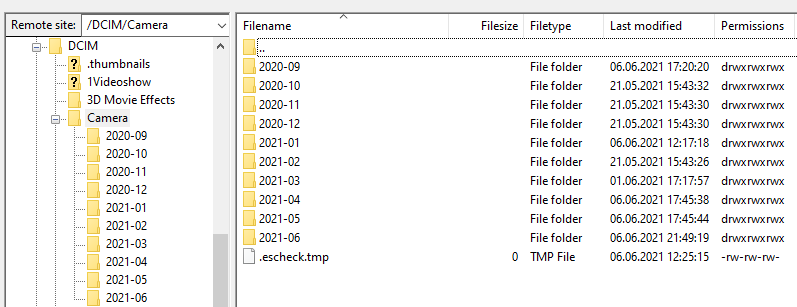 Remote site: /DCIM/Camera
DCIM
.thumbnails
1Videoshow
3D Movie Effects
Camera
2020-09
2020-10
2020-11
2020-12
2021-01
2021-02
2021-03
2021-04
2021-05
2021-06
Filename Filesize Filetype Last modified Permissions
..
2020-09 File folder 06.06.2021 17:20:20 drwxrwxrwx
2020-10 File folder 21.05.2021 15:43:32 drwxrwxrwx
2020-11 File folder 21.05.2021 15:43:30 drwxrwxrwx
2020-12 File folder 21.05.2021 15:43:30 drwxrwxrwx
2021-01 File folder 06.06.2021 12:17:18 drwxrwxrwx
2021-02 File folder 21.05.2021 15:43:26 drwxrwxrwx
2021-03 File folder 01.06.2021 17:17:57 drwxrwxrwx
2021-04 File folder 06.06.2021 17:45:38 drwxrwxrwx
2021-05 File folder 06.06.2021 17:45:44 drwxrwxrwx
2021-06 File folder 06.06.2021 21:49:19 drwxrwxrwx
.escheck.tmp 0 TMP File 06.06.2021 12:25:15 -rw-rw-rw-